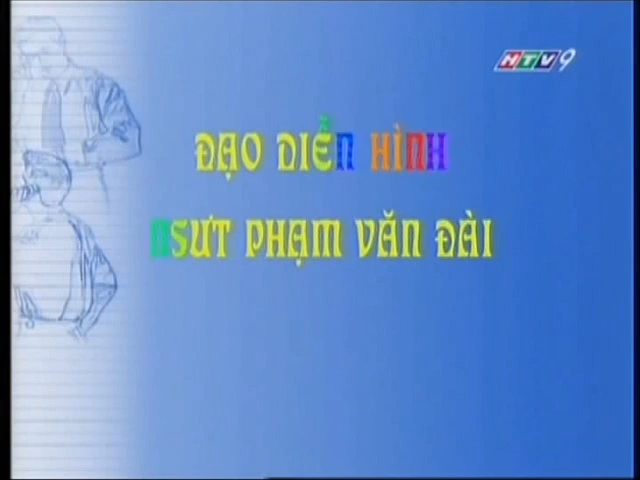 HTV9
ĐẠO DIỄN HÌNH
NSƯT PHẠM VĂN ĐÀI